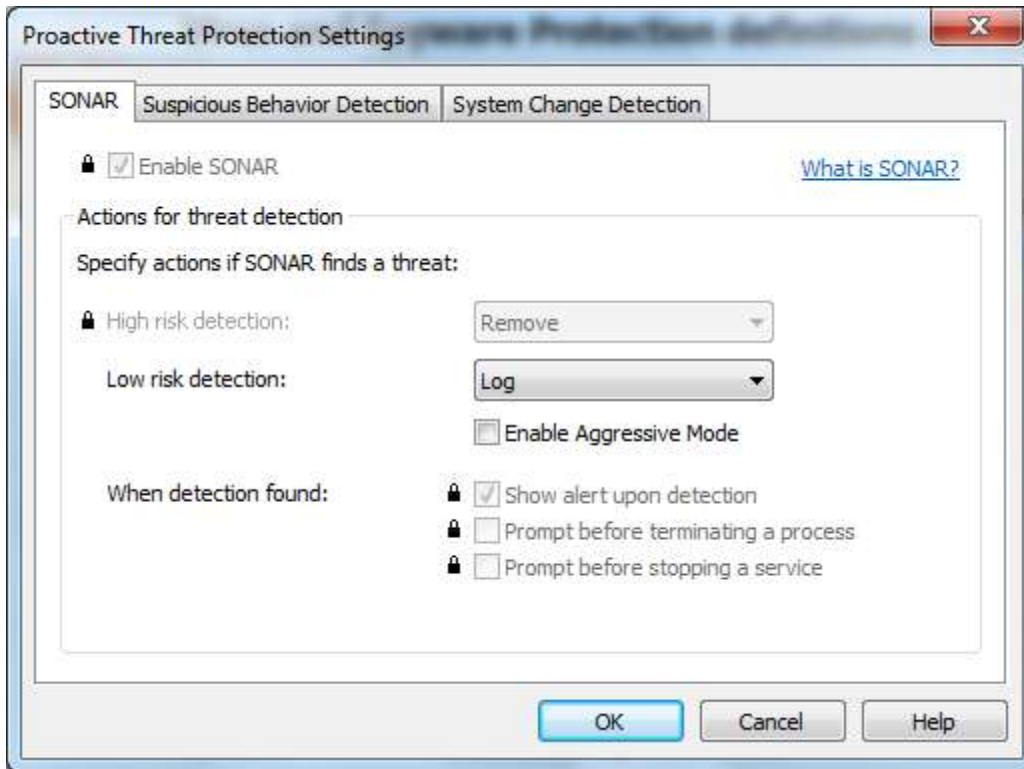 Proactive Threat Protection Settings
SONAR Suspicious Behavior Detection System Change Detection
Enable SONAR What is SONAR?
Actions for threat detection
Specify actions if SONAR finds a threat:
High risk detection: Remove
Low risk detection: Log
Enable Aggressive Mode
When detection found: Show alert upon detection
Prompt before terminating a process
Prompt before stopping a service
OK Cancel Help